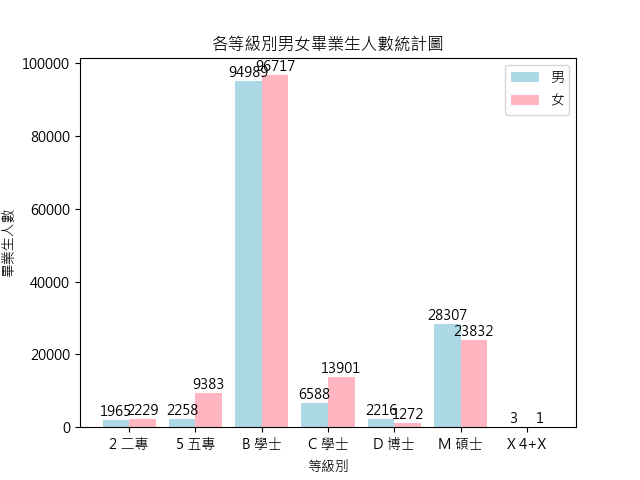 各等級別男女畢業生人數統計圖
男
女
畢業生人數
100000
80000
60000
40000
20000
0
1965
2229
2258
9383
94989
96717
6588
13901
2216
1272
28307
23832
3
1
2 二專
5 五專
B 學士
C 學士
D 博士
M 碩士
X 4+X
等級別